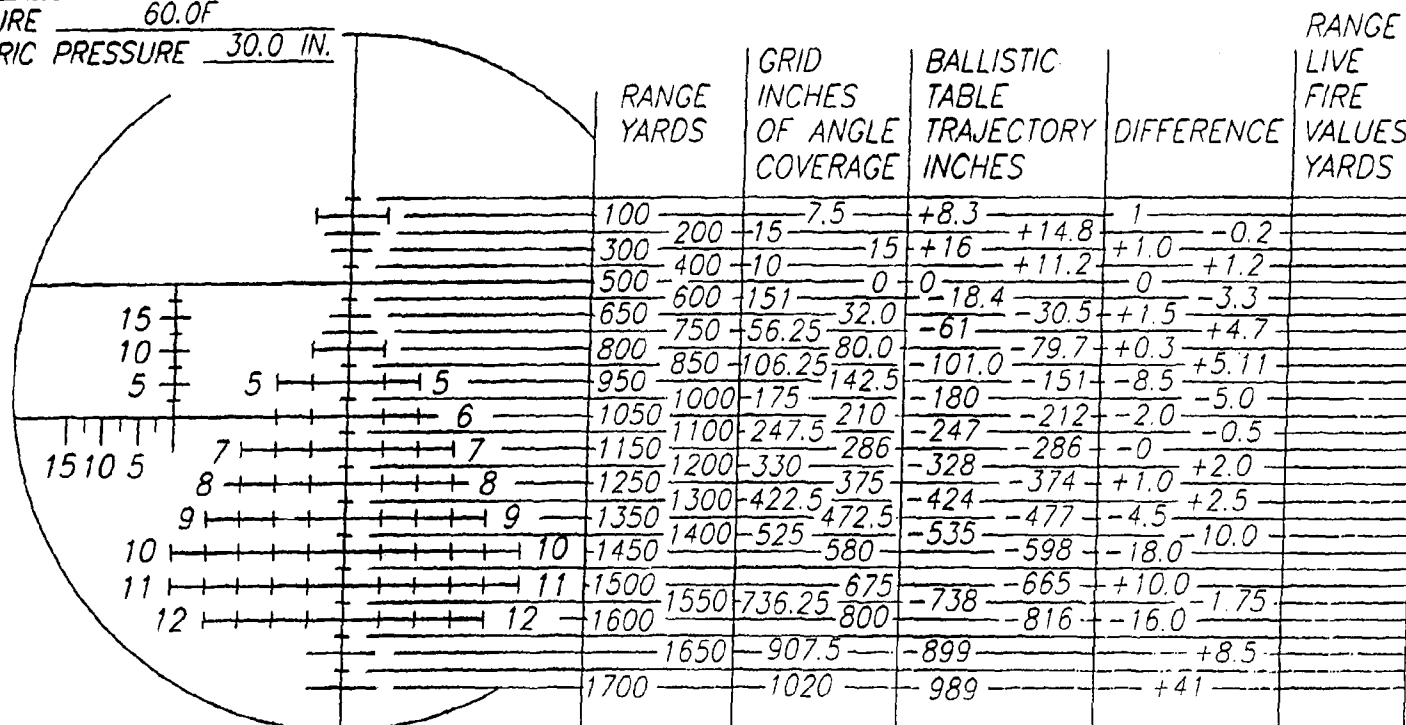 URE 60.0F
RIC PRESSURE 30.0 IN.
RANGE YARDS
GRID INCHES OF ANGLE COVERAGE
BALLISTIC TABLE TRAJECTORY INCHES
DIFFERENCE
RANGE LIVE FIRE VALUES YARDS
100 7.5 +8.3 1
200 15 +14.8 -0.2
300 15 +16 +1.0
400 10 +11.2 +1.2
500 0 0 0
600 151 -18.4 -3.3
15 650 32.0 -30.5 +1.5
750 56.25 -61 +4.7
10 800 80.0 -79.7 +0.3
850 106.25 -101.0 +5.11
5 5 5 950 142.5 -151 -8.5
1000 175 -180 -5.0
6 1050 210 -212 -2.0
1100 247.5 -247 -0.5
15 10 5 7 7 1150 286 -286 -0
1200 330 -328 +2.0
8 8 1250 375 -374 +1.0
1300 422.5 -424 +2.5
9 9 1350 472.5 -477 -4.5
1400 525 -535 -10.0
10 10 1450 580 -598 -18.0
11 11 1500 675 -665 +10.0
1550 736.25 -738 -1.75
12 12 1600 800 -816 -16.0
1650 907.5 -899 +8.5
1700 1020 989 +41